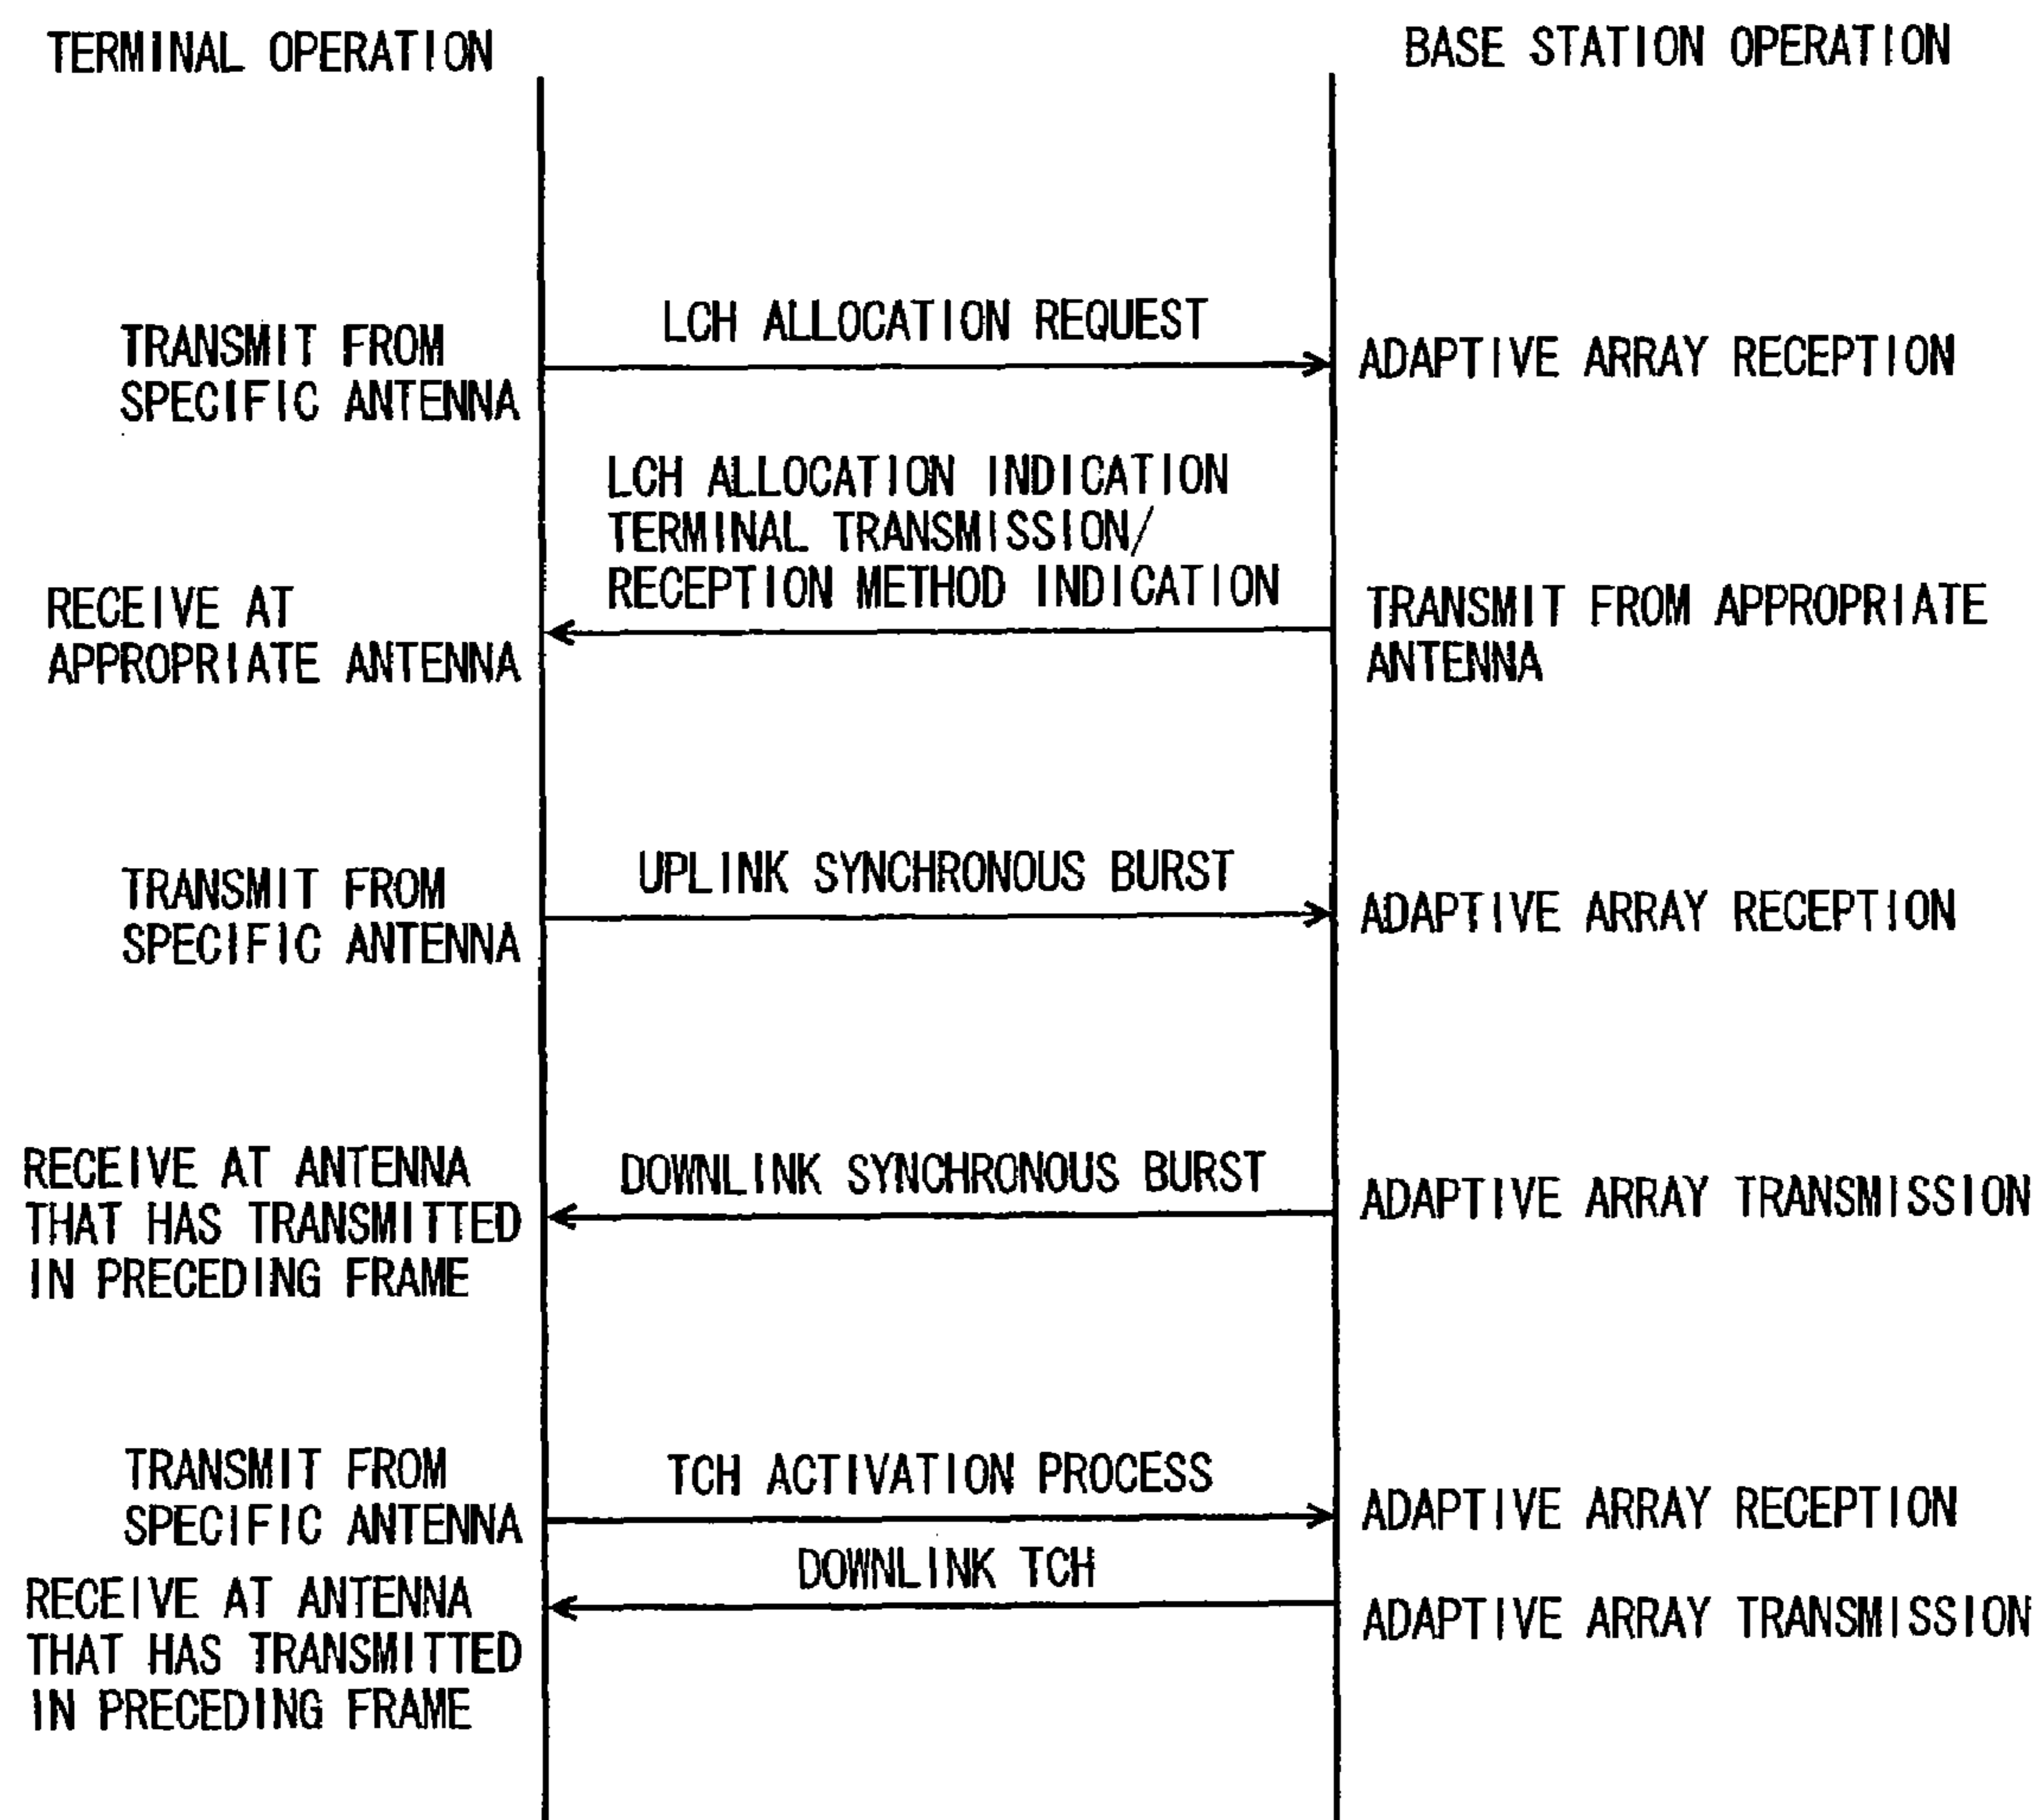 TERMINAL OPERATION
BASE STATION OPERATION
LCH ALLOCATION REQUEST
TRANSMIT FROM
SPECIFIC ANTENNA
ADAPTIVE ARRAY RECEPTION
LCH ALLOCATION INDICATION
TERMINAL TRANSMISSION/
RECEPTION METHOD INDICATION
RECEIVE AT
APPROPRIATE ANTENNA
TRANSMIT FROM APPROPRIATE
ANTENNA
UPLINK SYNCHRONOUS BURST
TRANSMIT FROM
SPECIFIC ANTENNA
ADAPTIVE ARRAY RECEPTION
RECEIVE AT ANTENNA
THAT HAS TRANSMITTED
IN PRECEDING FRAME
DOWNLINK SYNCHRONOUS BURST
ADAPTIVE ARRAY TRANSMISSION
TRANSMIT FROM
SPECIFIC ANTENNA
TCH ACTIVATION PROCESS
ADAPTIVE ARRAY RECEPTION
DOWNLINK TCH
RECEIVE AT ANTENNA
THAT HAS TRANSMITTED
IN PRECEDING FRAME
ADAPTIVE ARRAY TRANSMISSION